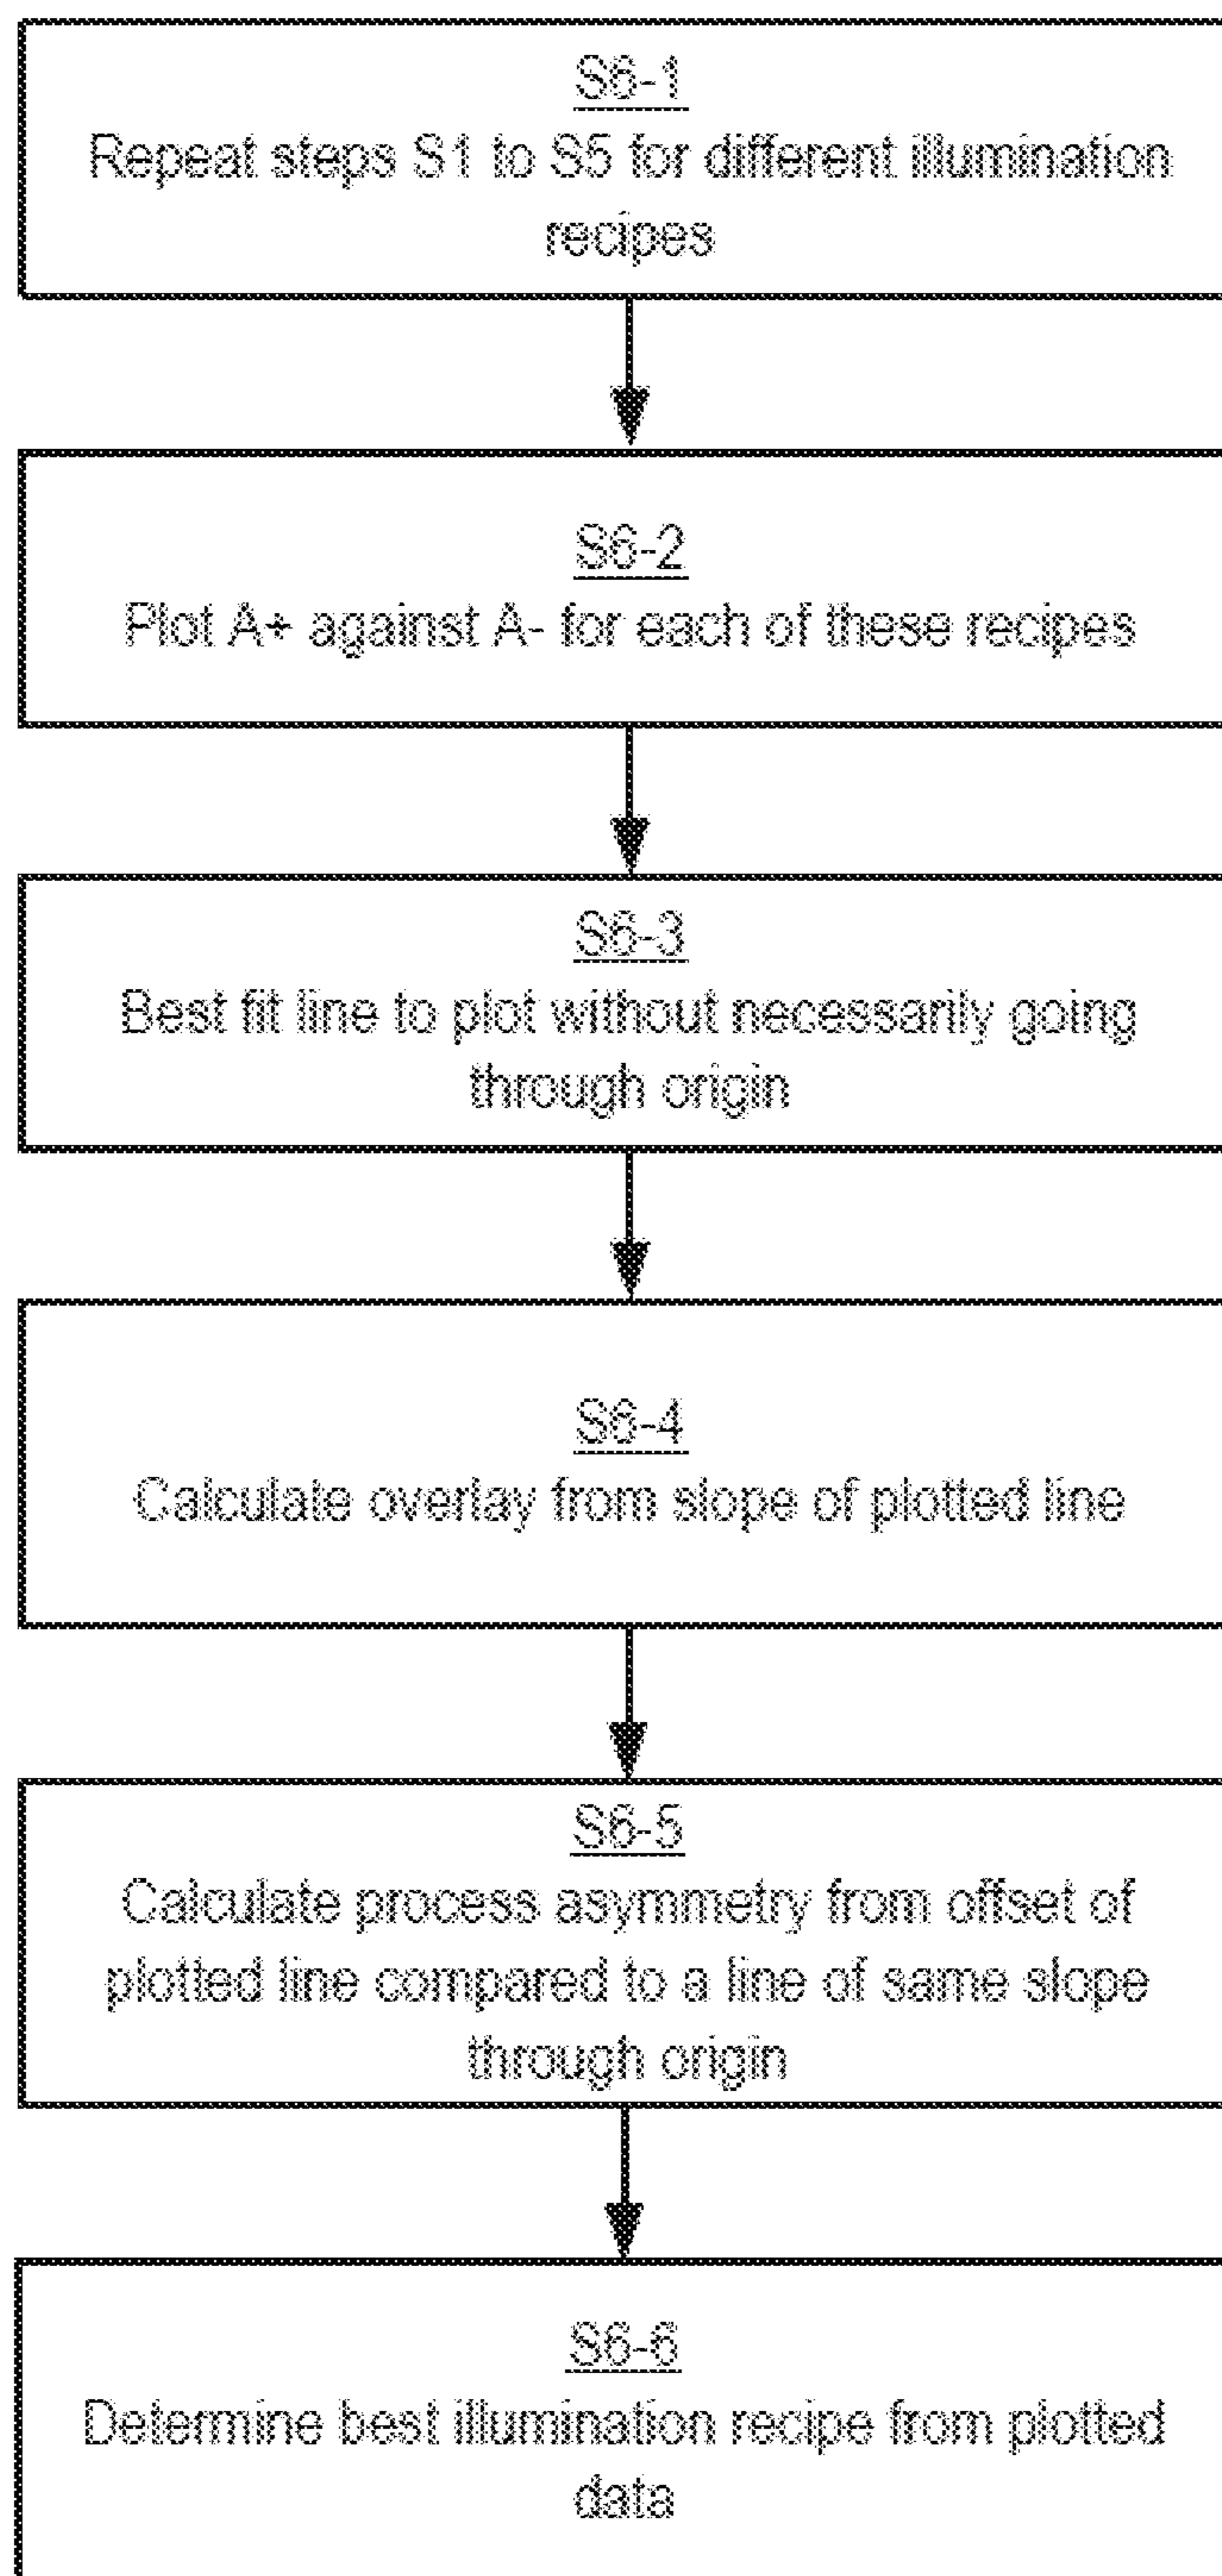 S6-1
Repeat steps S1 to S5 for different illumination
recipes
S6-2
Plot A+ against A- for each of these recipes
S6-3
Best fit line to plot without necessarily going
through origin
S6-4
Calculate overlay from slope of plotted line
S6-5
Calculate process asymmetry from offset of
plotted line compared to a line of same slope
through origin
S6-6
Determine best illumination recipe from plotted
data